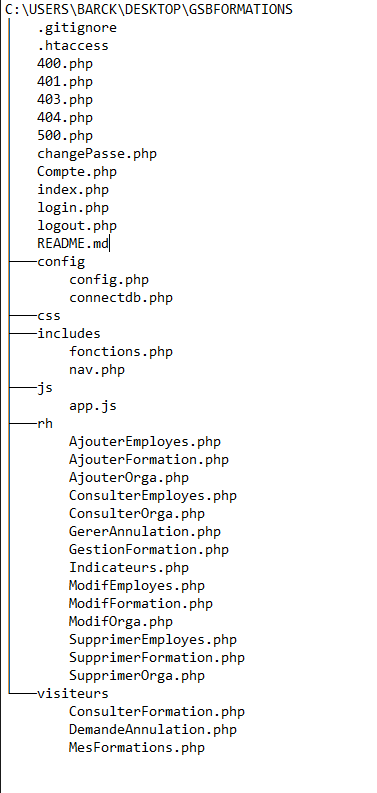 C:\USERS\BARCK\DESKTOP\GSBFORMATIONS
.gitignore
.htaccess
400.php
401.php
403.php
404.php
500.php
changePasse.php
Compte.php
index.php
login.php
logout.php
README.md
config
config.php
connectdb.php
css
includes
fonctions.php
nav.php
js
app.js
rh
AjouterEmployes.php
AjouterFormation.php
AjouterOrga.php
ConsulterEmployes.php
ConsulterOrga.php
GererAnnulation.php
GestionFormation.php
Indicateurs.php
ModifEmployes.php
ModifFormation.php
ModifOrga.php
SupprimerEmployes.php
SupprimerFormation.php
SupprimerOrga.php
visiteurs
ConsulterFormation.php
DemandeAnnulation.php
MesFormations.php